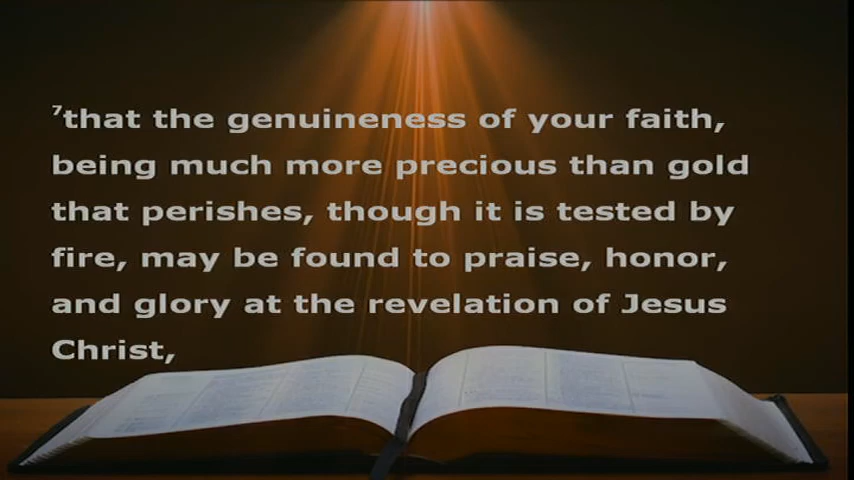 ⁷that the genuineness of your faith,
being much more precious than gold
that perishes, though it is tested by
fire, may be found to praise, honor,
and glory at the revelation of Jesus
Christ,